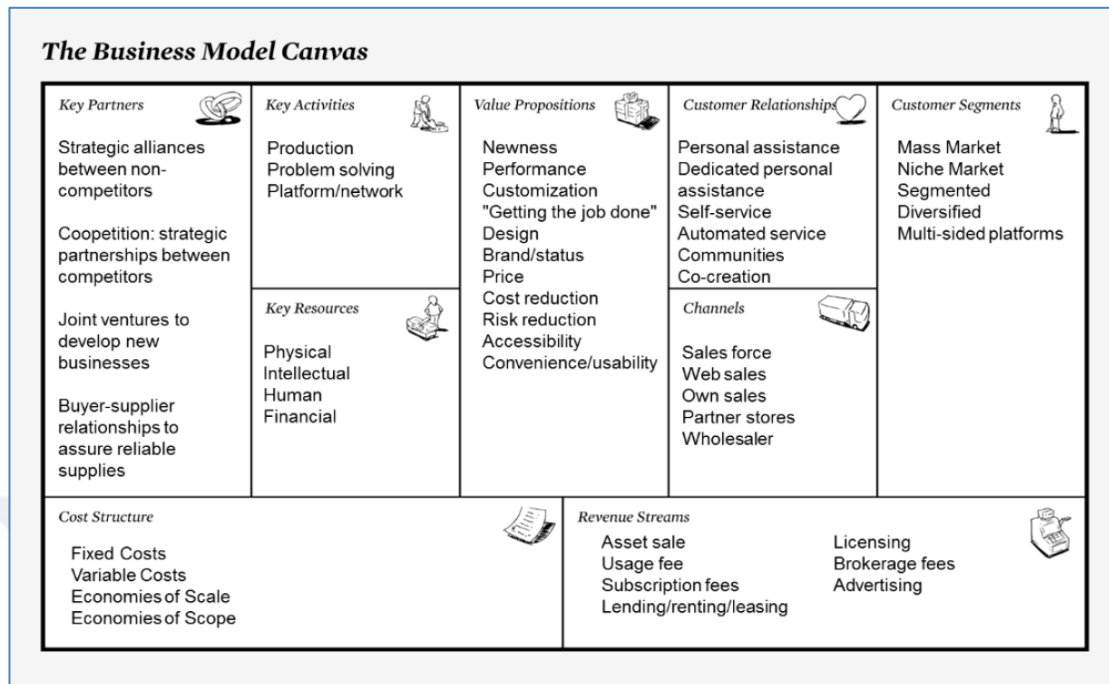 The Business Model Canvas
Key Partners
Strategic alliances
between non-
competitors
Coopetition: strategic
partnerships between
competitors
Joint ventures to
develop new
businesses
Buyer-supplier
relationships to
assure reliable
supplies
Key Activities
Production
Problem solving
Platform/network
Key Resources
Physical
Intellectual
Human
Financial
Value Propositions
Newness
Performance
Customization
"Getting the job done"
Design
Brand/status
Price
Cost reduction
Risk reduction
Accessibility
Convenience/usability
Customer Relationships
Personal assistance
Dedicated personal
assistance
Self-service
Automated service
Communities
Co-creation
Channels
Sales force
Web sales
Own sales
Partner stores
Wholesaler
Customer Segments
Mass Market
Niche Market
Segmented
Diversified
Multi-sided platforms
Cost Structure
Fixed Costs
Variable Costs
Economies of Scale
Economies of Scope
Revenue Streams
Asset sale
Usage fee
Subscription fees
Lending/renting/leasing
Licensing
Brokerage fees
Advertising